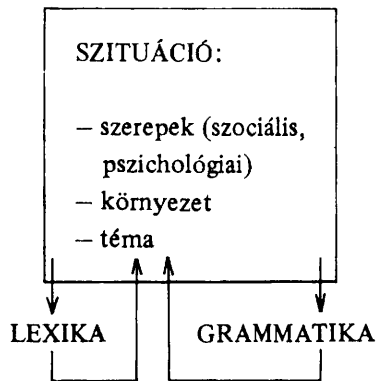 SZITUÁCIÓ:
– szerepek (szociális,
pszichológiai)
– környezet
– téma
LEXIKA GRAMMATIKA